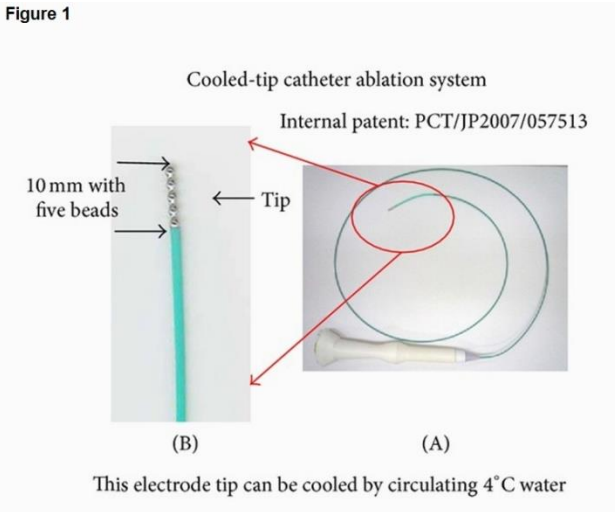 Figure 1
Cooled-tip catheter ablation system
Internal patent: PCT/JP2007/057513
10 mm with
five beads
Tip
(B)
(A)
This electrode tip can be cooled by circulating 4°C water